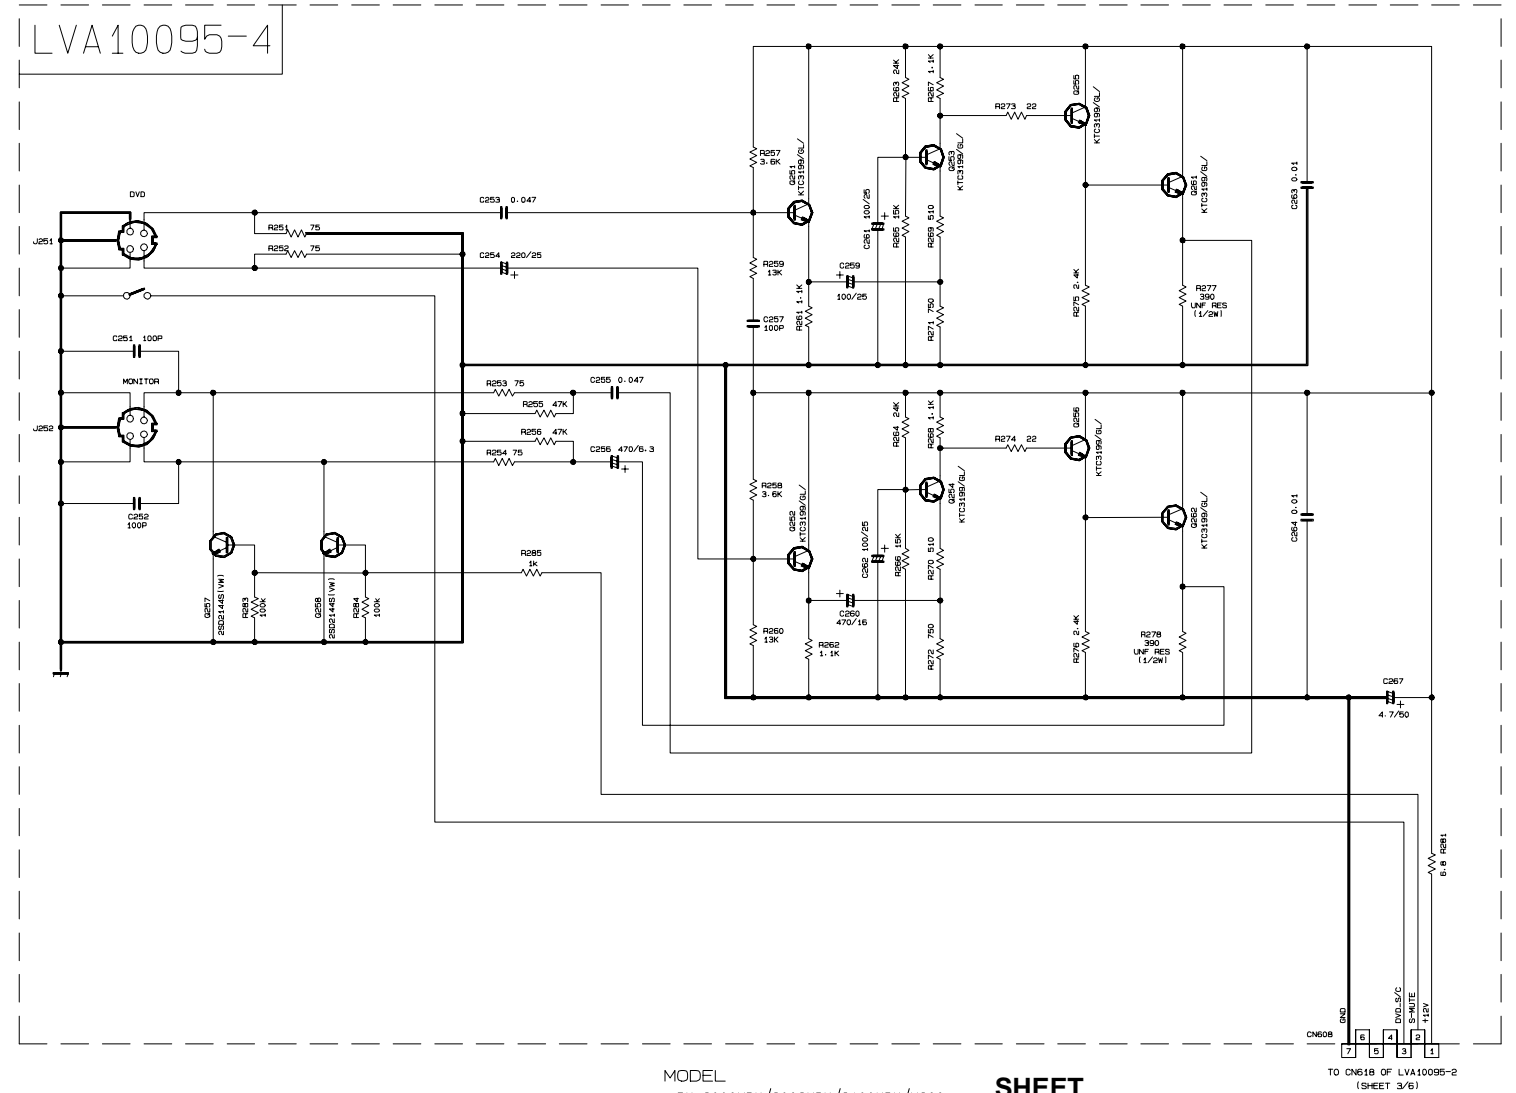 LVA10095-4
DVD
J251
R251 75
R252 75
C253 0.047
C254 220/25
+
C251 100P
MONITOR
J252
C252
100P
R253 75
R255 47K
R256 47K
R254 75
C255 0.047
C256 470/6.3
+
Q257
2SD2144S(VW)
R283
100k
Q258
2SD2144S(VW)
R284
100k
R285
1k
R257
3.6K
R259
13K
C257
100P
Q251
KTC3199/GL/
R261 1.1K
C259
+
100/25
C261 100/25
+
R263 24K
R265 15K
R267 1.1K
Q253
KTC3199/GL/
R269 510
R271 750
R273 22
Q255
KTC3199/GL/
R275 2.4K
Q261
KTC3199/GL/
R277
390
UNF RES
(1/2W)
C263 0.01
R258
3.6K
Q252
KTC3199/GL/
R260
13K
R262
1.1K
+
C260
470/16
C262 100/25
+
R264 24K
R266 15K
R268 1.1K
Q254
KTC3199/GL/
R270 510
R272 750
R274 22
Q256
KTC3199/GL/
R276 2.4K
Q262
KTC3199/GL/
R278
390
UNF RES
(1/2W)
C264 0.01
C267
+
4.7/50
6.8 R281
GND
DVD_S/C
S-MUTE
+12V
CN608
7 6 5 4 3 2 1
TO CN618 OF LVA10095-2
(SHEET 3/6)
MODEL
SHEET